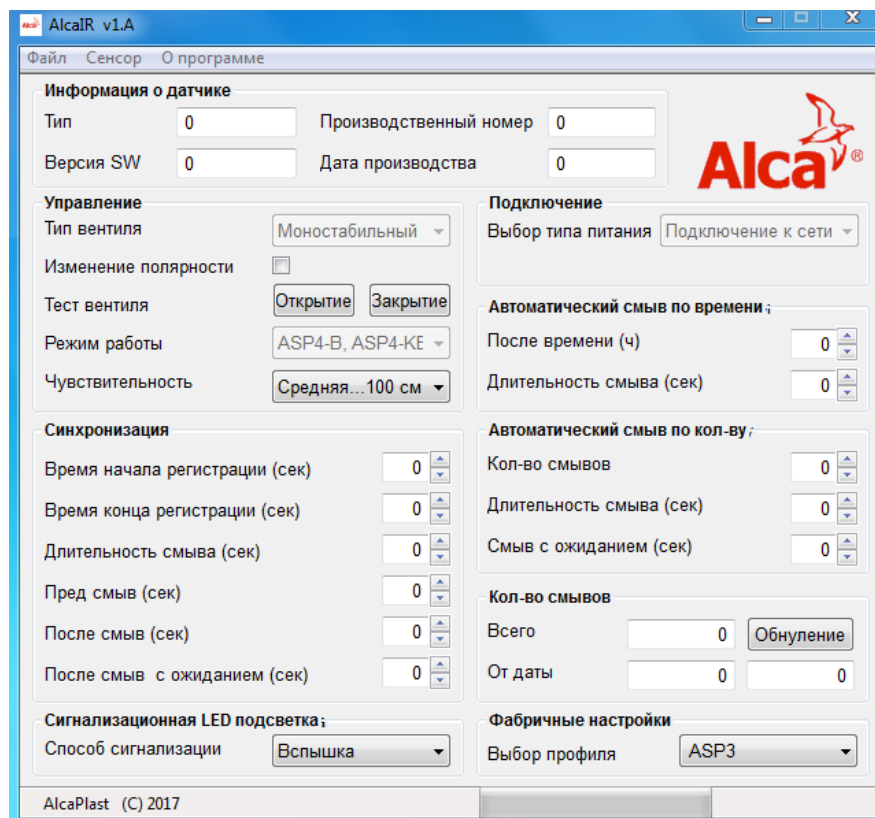 AlcaIR v1.A
Файл Сенсор О программе
Информация о датчике
Тип 0 Производственный номер 0
Версия SW 0 Дата производства 0
Alca®
Управление
Тип вентиля Моностабильный
Изменение полярности
Тест вентиля Открытие Закрытие
Режим работы ASP4-B, ASP4-KE
Чувствительность Средняя...100 см
Подключение
Выбор типа питания Подключение к сети
Автоматический смыв по времени;
После времени (ч) 0
Длительность смыва (сек) 0
Синхронизация
Время начала регистрации (сек) 0
Время конца регистрации (сек) 0
Длительность смыва (сек) 0
Пред смыв (сек) 0
После смыв (сек) 0
После смыв с ожиданием (сек) 0
Автоматический смыв по кол-ву;
Кол-во смывов 0
Длительность смыва (сек) 0
Смыв с ожиданием (сек) 0
Кол-во смывов
Всего 0 Обнуление
От даты 0 0
Сигнализационная LED подсветка;
Способ сигнализации Вспышка
Фабричные настройки
Выбор профиля ASP3
AlcaPlast (C) 2017